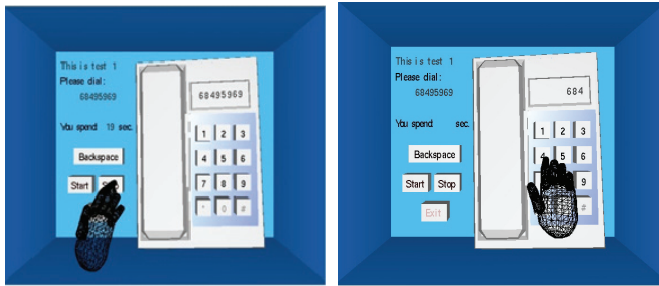 This is test 1
Please dial:
68495969
68495969
You spend: 19 sec.
1 2 3
Backspace
4 5 6
Start
7 8 9
* 0 #
This is test 1
Please dial:
684
68495969
You spend: sec.
1 2 3
Backspace
4 5 6
Start Stop
9
Exit
#